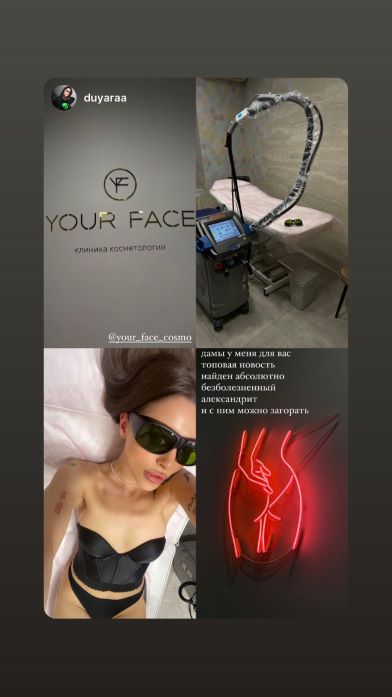 duyaraa
YF
YOUR FACE
клиника косметологии
@your_face_cosmo
дамы у меня для вас
топовая новость
найден абсолютно
безболезненный
александрит
и с ним можно загорать